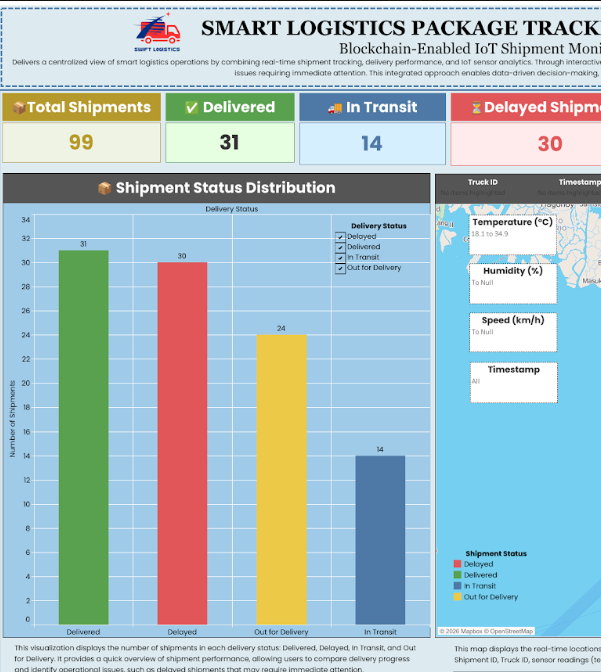 SWIFT LOGISTICS
SMART LOGISTICS PACKAGE TRACK
Blockchain-Enabled IoT Shipment Moni
Delivers a centralized view of smart logistics operations by combining real-time shipment tracking, delivery performance, and IoT sensor analytics. Through interactive
issues requiring immediate attention. This integrated approach enables data-driven decision-making,
📦Total Shipments
99
✅ Delivered
31
🚚 In Transit
14
⏳Delayed Shipme
30
📦 Shipment Status Distribution
Delivery Status
Delivery Status
Delayed
Delivered
In Transit
Out for Delivery
Number of Shipments
34
32
30
28
26
24
22
20
18
16
14
12
10
8
6
4
2
0
31
30
24
14
Delivered
Delayed
Out for Delivery
In Transit
This visualization displays the number of shipments in each delivery status: Delivered, Delayed, In Transit, and Out
for Delivery. It provides a quick overview of shipment performance, allowing users to compare delivery progress
and identify operational issues, such as delayed shipments that may require immediate attention.
Truck ID
Timestamp
No items highlighted
No items highlighted
Temperature (°C)
18.1 to 34.9
Humidity (%)
To Null
Speed (km/h)
To Null
Timestamp
All
Shipment Status
Delayed
Delivered
In Transit
Out for Delivery
© 2026 Mapbox © OpenStreetMap
This map displays the real-time locations
Shipment ID, Truck ID, sensor readings (te